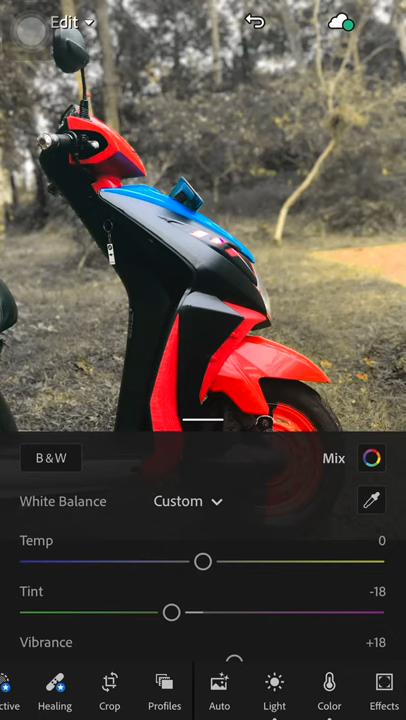 Edit
B&W
Mix
White Balance Custom
Temp 0
Tint -18
Vibrance +18
ctive Healing Crop Profiles Auto Light Color Effects